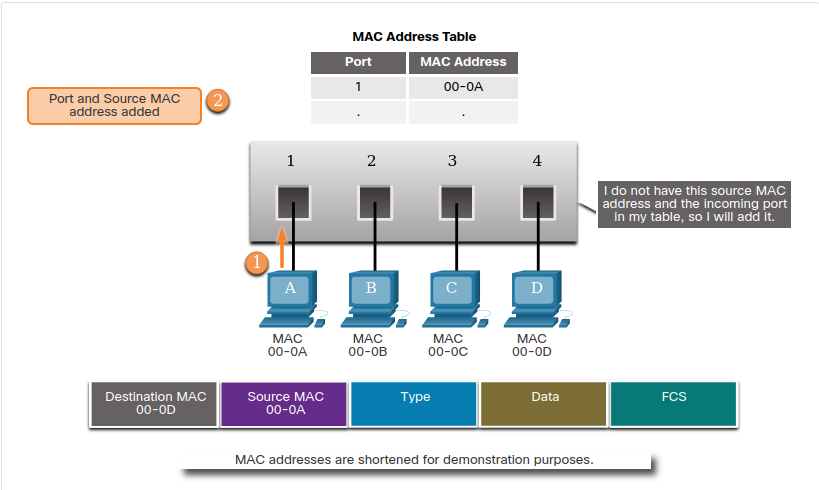 MAC Address Table
Port MAC Address
1 00-0A
. .
Port and Source MAC
address added
2
1 2 3 4
I do not have this source MAC
address and the incoming port
in my table, so I will add it.
1
A B C D
MAC MAC MAC MAC
00-0A 00-0B 00-0C 00-0D
Destination MAC Source MAC Type Data FCS
00-0D 00-0A
MAC addresses are shortened for demonstration purposes.